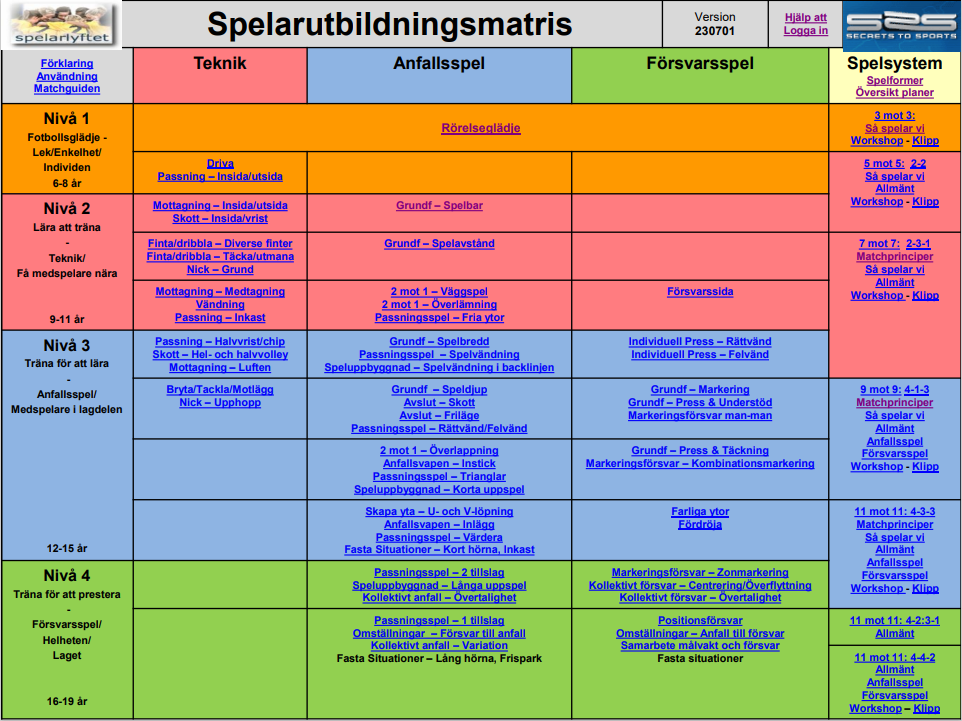 spelarlyftet
Spelarutbildningsmatris
Version
230701
Hjälp att
Logga in
S2S
SECRETS TO SPORTS
Förklaring
Användning
Matchguiden
Teknik
Anfallsspel
Försvarsspel
Spelsystem
Spelformer
Översikt planer
Nivå 1
Fotbollsglädje -
Lek/Enkelhet/
Individen
6-8 år
Rörelseglädje
3 mot 3:
Så spelar vi
Workshop - Klipp
Driva
Passning – Insida/utsida
5 mot 5: 2-2
Så spelar vi
Allmänt
Workshop - Klipp
Nivå 2
Lära att träna
-
Teknik/
Få medspelare nära
9-11 år
Mottagning – Insida/utsida
Skott – Insida/vrist
Grundf – Spelbar
Finta/dribbla – Diverse finter
Finta/dribbla – Täcka/utmana
Nick – Grund
Grundf – Spelavstånd
7 mot 7: 2-3-1
Matchprinciper
Så spelar vi
Allmänt
Workshop - Klipp
Mottagning – Medtagning
Vändning
Passning – Inkast
2 mot 1 – Väggspel
2 mot 1 – Överlämning
Passningsspel – Fria ytor
Försvarssida
Nivå 3
Träna för att lära
-
Anfallsspel/
Medspelare i lagdelen
12-15 år
Passning – Halvvrist/chip
Skott – Hel- och halvvolley
Mottagning – Luften
Grundf – Spelbredd
Passningsspel – Spelvändning
Speluppbyggnad – Spelvändning i backlinjen
Individuell Press – Rättvänd
Individuell Press – Felvänd
Bryta/Tackla/Motlägg
Nick – Upphopp
Grundf – Speldjup
Avslut – Skott
Avslut – Friläge
Passningsspel – Rättvänd/Felvänd
Grundf – Markering
Grundf – Press & Understöd
Markeringsförsvar man-man
9 mot 9: 4-1-3
Matchprinciper
Så spelar vi
Allmänt
Anfallsspel
Försvarsspel
Workshop - Klipp
2 mot 1 – Överlappning
Anfallsvapen – Instick
Passningsspel – Trianglar
Speluppbyggnad – Korta uppspel
Grundf – Press & Täckning
Markeringsförsvar – Kombinationsmarkering
Skapa yta – U- och V-löpning
Anfallsvapen – Inlägg
Passningsspel – Värdera
Fasta Situationer – Kort hörna, Inkast
Farliga ytor
Fördröja
11 mot 11: 4-3-3
Matchprinciper
Så spelar vi
Allmänt
Anfallsspel
Försvarsspel
Workshop - Klipp
Nivå 4
Träna för att prestera
-
Försvarsspel/
Helheten/
Laget
16-19 år
Passningsspel – 2 tillslag
Speluppbyggnad – Långa uppspel
Kollektivt anfall – Övertalighet
Markeringsförsvar – Zonmarkering
Kollektivt försvar – Centrering/Överflyttning
Kollektivt försvar – Övertalighet
Passningsspel – 1 tillslag
Omställningar – Försvar till anfall
Kollektivt anfall – Variation
Fasta Situationer – Lång hörna, Frispark
Positionsförsvar
Omställningar – Anfall till försvar
Samarbete målvakt och försvar
Fasta situationer
11 mot 11: 4-2:3-1
Allmänt
11 mot 11: 4-4-2
Allmänt
Anfallsspel
Försvarsspel
Workshop – Klipp